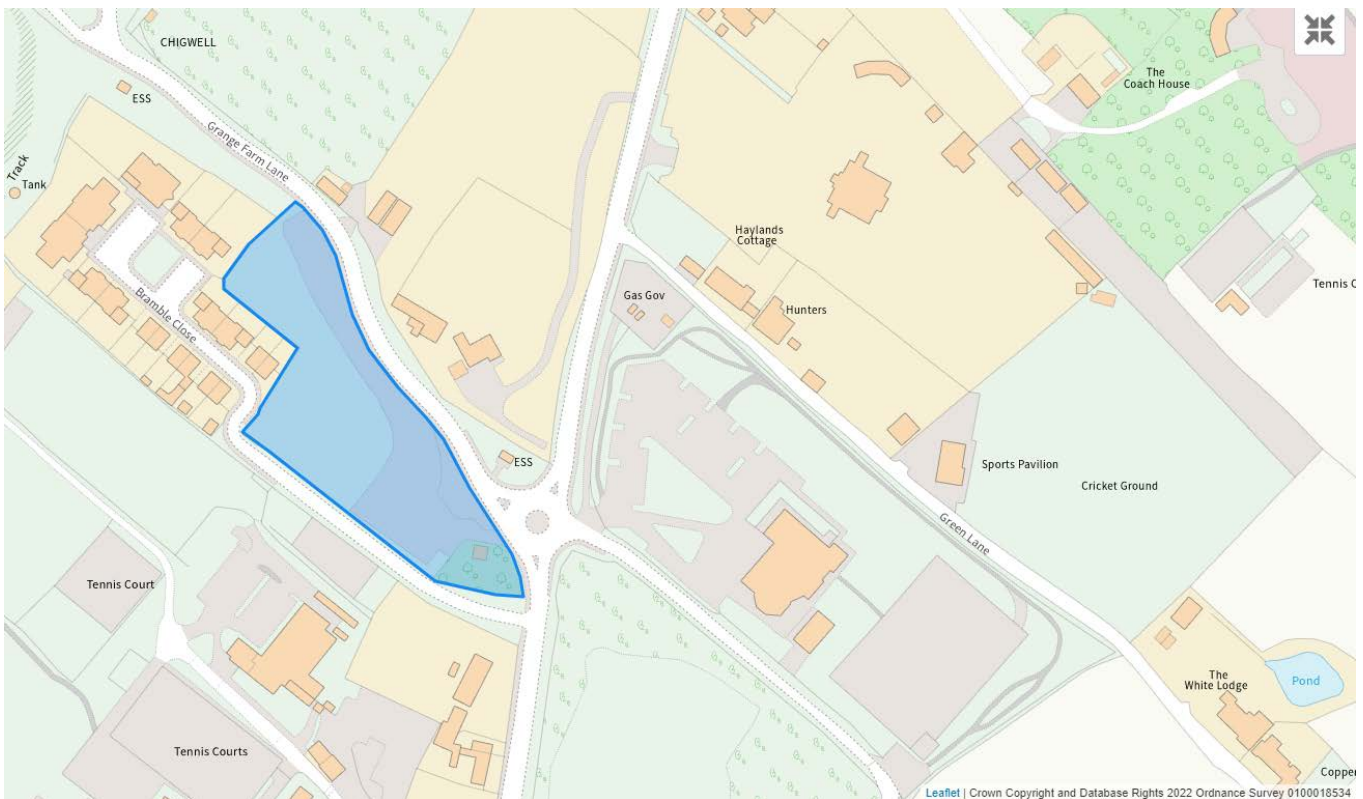 CHIGWELL
The
Coach House
ESS
Grange Farm Lane
Track
Tank
Haylands
Cottage
Tennis C
Gas Gov
Hunters
Bramble Close
ESS
Sports Pavilion
Cricket Ground
Green Lane
Tennis Court
The
White Lodge
Pond
Tennis Courts
Copper
Leaflet | Crown Copyright and Database Rights 2022 Ordnance Survey 0100018534